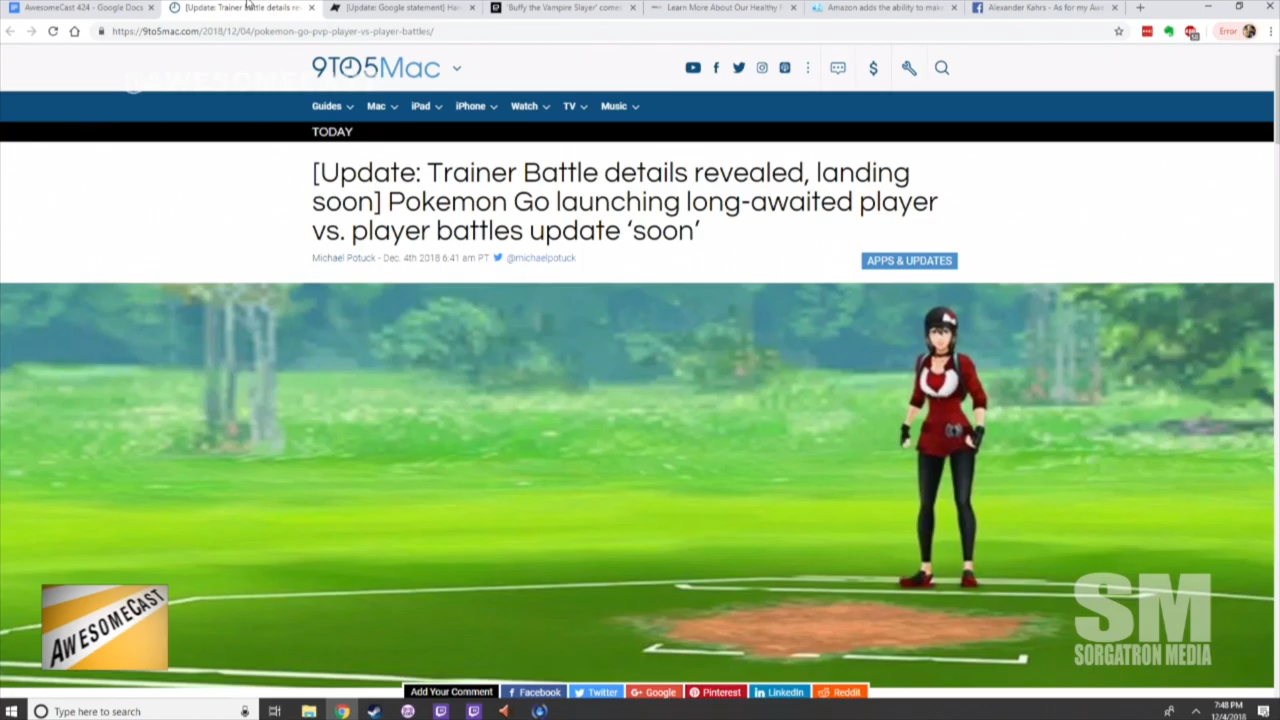 AwesomeCast 434 - Google Docs
[Update: Trainer Battle details re
[Update: Google statement]
'Buffy the Vampire Slayer' comes
Learn More About Our Healthy
Amazon adds the ability to make
Alexander Kahrs - As for my Awe
https://9to5mac.com/2018/12/04/pokemon-go-pvp-player-vs-player-battles/
Error
9TO5Mac
Guides
Mac
iPad
iPhone
Watch
TV
Music
TODAY
[Update: Trainer Battle details revealed, landing
soon] Pokemon Go launching long-awaited player
vs. player battles update ‘soon’
Michael Potuck - Dec. 4th 2018 6:41 am PT @michaelpotuck
APPS & UPDATES
AWESOMECAST
SM
SORGATRON MEDIA
Add Your Comment
Facebook
Twitter
Google
Pinterest
LinkedIn
Reddit
Type here to search
7:48 PM
12/4/2018